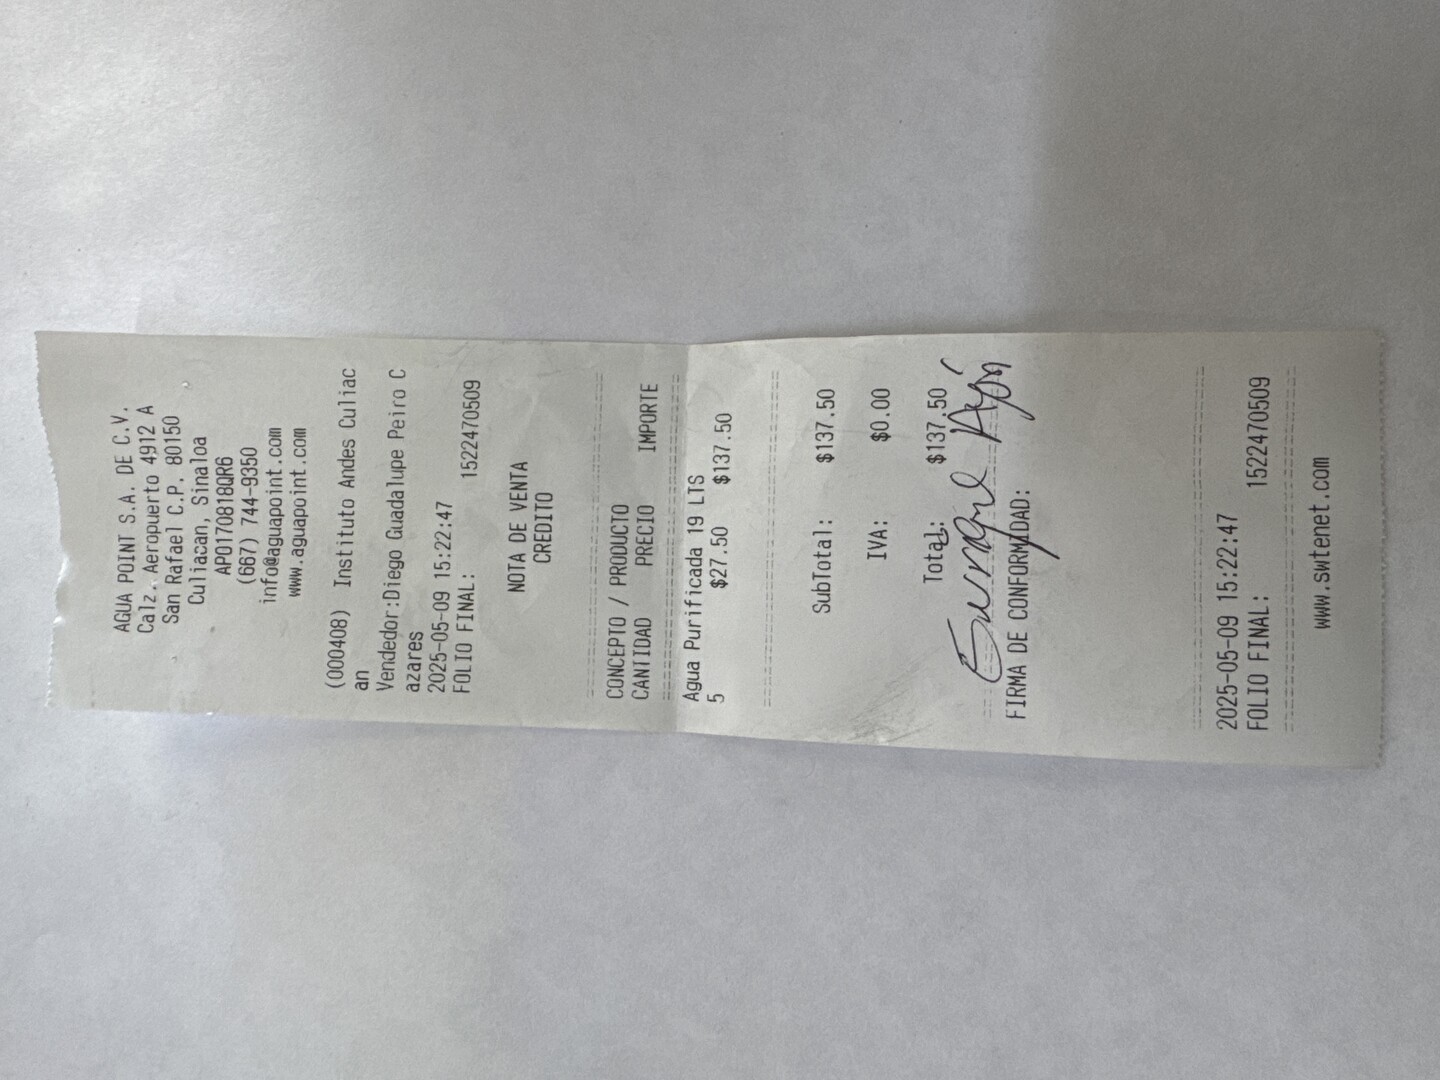 AGUA POINT S.A. DE C.V.
Calz. Aeropuerto 4912 A
San Rafael C.P. 80150
Culiacan, Sinaloa
APO170818QR6
(667) 744-9350
info@aguapoint.com
www.aguapoint.com
(000408) Instituto Andes Culiac
an
Vendedor:Diego Guadalupe Peiro C
azares
2025-05-09 15:22:47
FOLIO FINAL: 1522470509
NOTA DE VENTA
CREDITO
CONCEPTO / PRODUCTO
CANTIDAD PRECIO IMPORTE
Agua Purificada 19 LTS
5 $27.50 $137.50
SubTotal: $137.50
IVA: $0.00
Total: $137.50
FIRMA DE CONFORMIDAD:
2025-05-09 15:22:47
FOLIO FINAL: 1522470509
www.swtenet.com